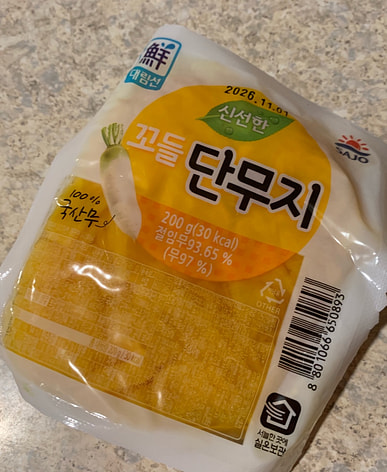 鮮
대림선
2026.11.01
신선한
꼬들
단무지
SAJO
100%
국산무
200 g(30 kcal)
절임무93.65 %
(무97 %)
OTHER
8 801066 650893
서늘한 곳에
실온보관